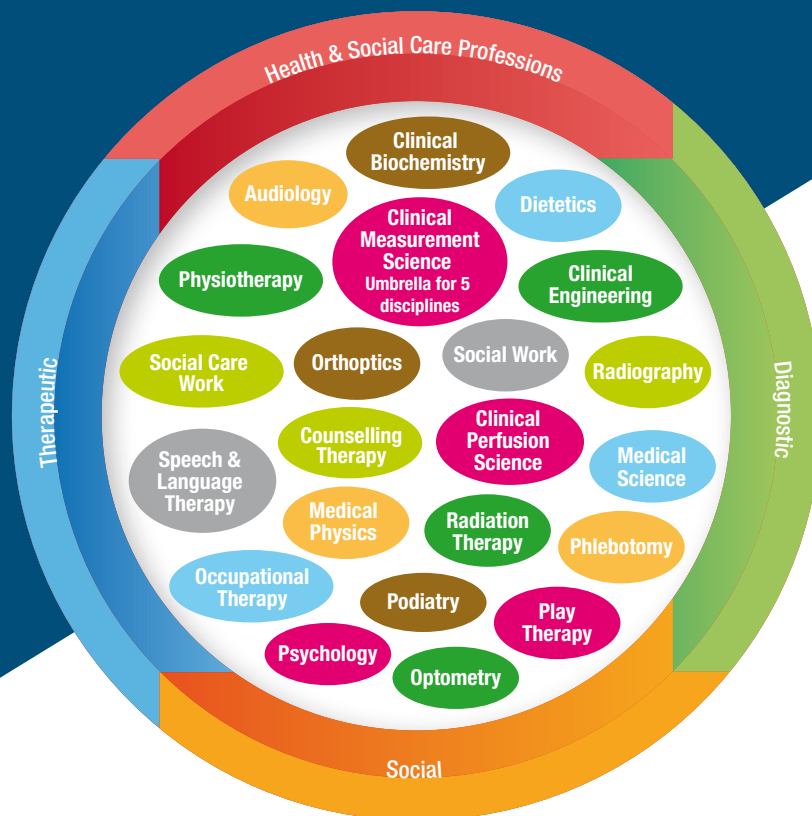 Health & Social Care Professions
Clinical
Biochemistry
Audiology
Dietetics
Clinical
Measurement
Science
Umbrella for 5
disciplines
Physiotherapy
Clinical
Engineering
Social Care
Work
Orthoptics
Social Work
Radiography
Therapeutic
Diagnostic
Counselling
Therapy
Clinical
Perfusion
Science
Speech &
Language
Therapy
Medical
Science
Medical
Physics
Radiation
Therapy
Phlebotomy
Occupational
Therapy
Podiatry
Play
Therapy
Psychology
Optometry
Social